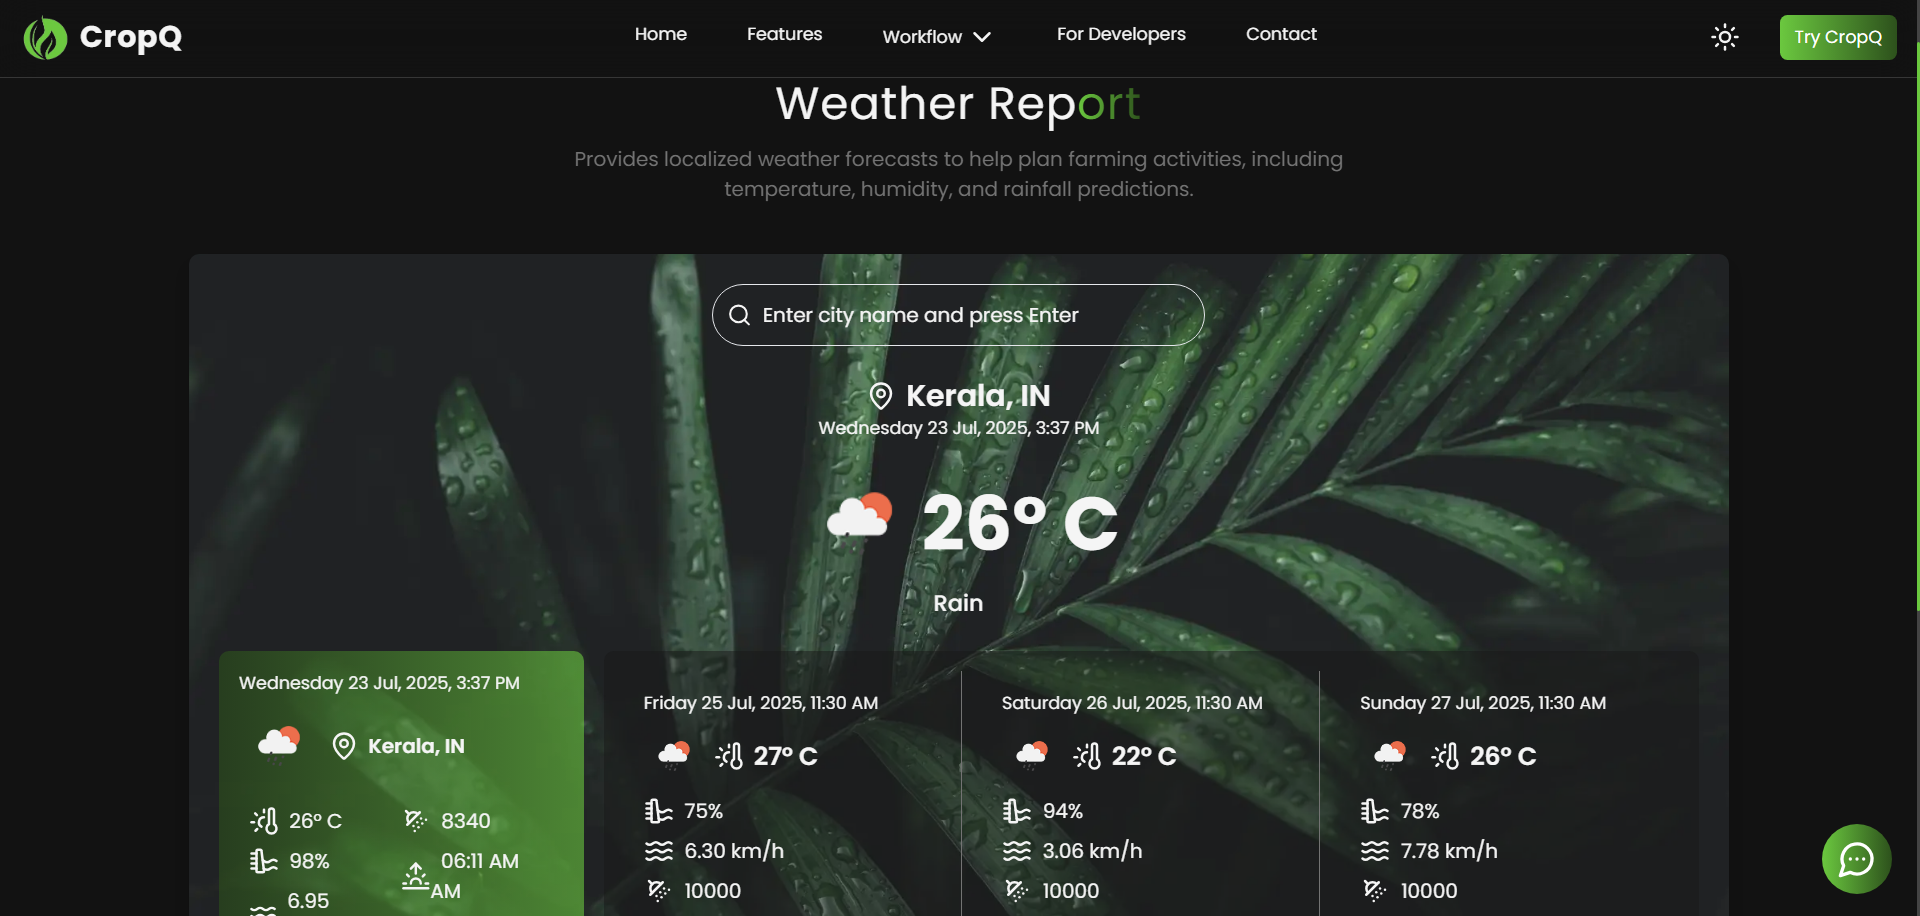 CropQ
Home
Features
Workflow
For Developers
Contact
Try CropQ
Weather Report
Provides localized weather forecasts to help plan farming activities, including
temperature, humidity, and rainfall predictions.
Enter city name and press Enter
Kerala, IN
Wednesday 23 Jul, 2025, 3:37 PM
26° C
Rain
Wednesday 23 Jul, 2025, 3:37 PM
Kerala, IN
26° C
8340
98%
06:11 AM
AM
6.95
Friday 25 Jul, 2025, 11:30 AM
27° C
75%
6.30 km/h
10000
Saturday 26 Jul, 2025, 11:30 AM
22° C
94%
3.06 km/h
10000
Sunday 27 Jul, 2025, 11:30 AM
26° C
78%
7.78 km/h
10000